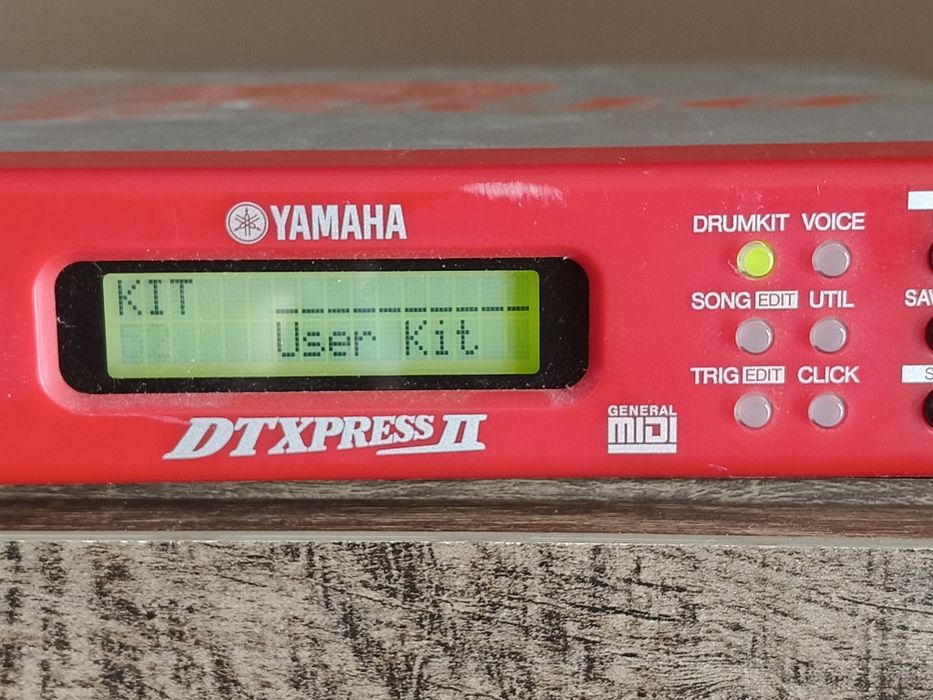 YAMAHA
KIT
User Kit
DTXPRESS II
GENERAL
MIDI
DRUMKIT VOICE
SONG EDIT UTIL
TRIG EDIT CLICK